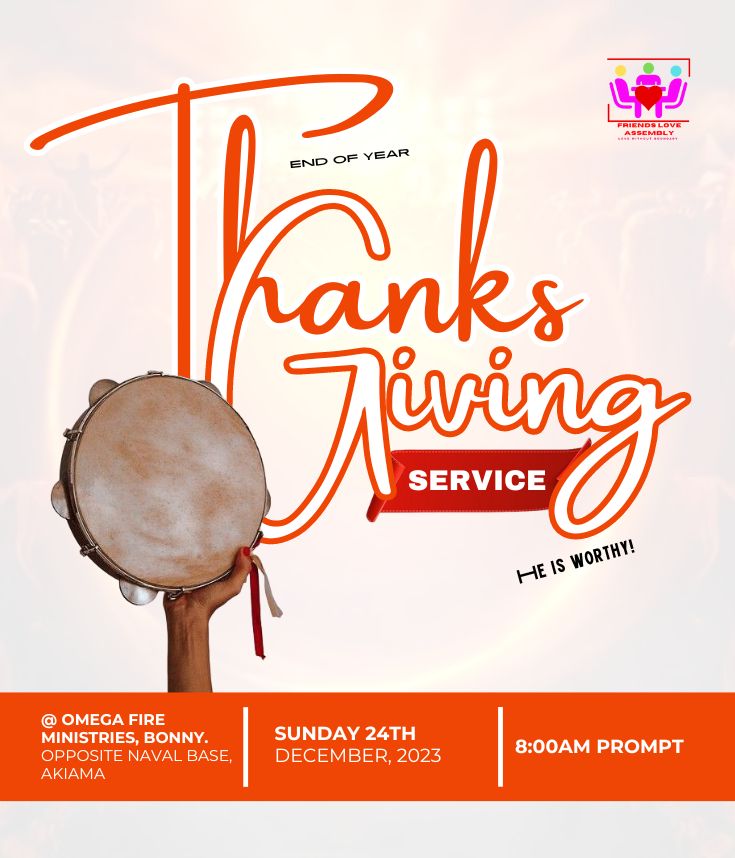 FRIENDS LOVE
ASSEMBLY
LOVE WITHOUT BOUNDARY
END OF YEAR
Thanks
Giving
SERVICE
HE IS WORTHY!
@ OMEGA FIRE
MINISTRIES, BONNY.
OPPOSITE NAVAL BASE,
AKIAMA
SUNDAY 24TH
DECEMBER, 2023
8:00AM PROMPT